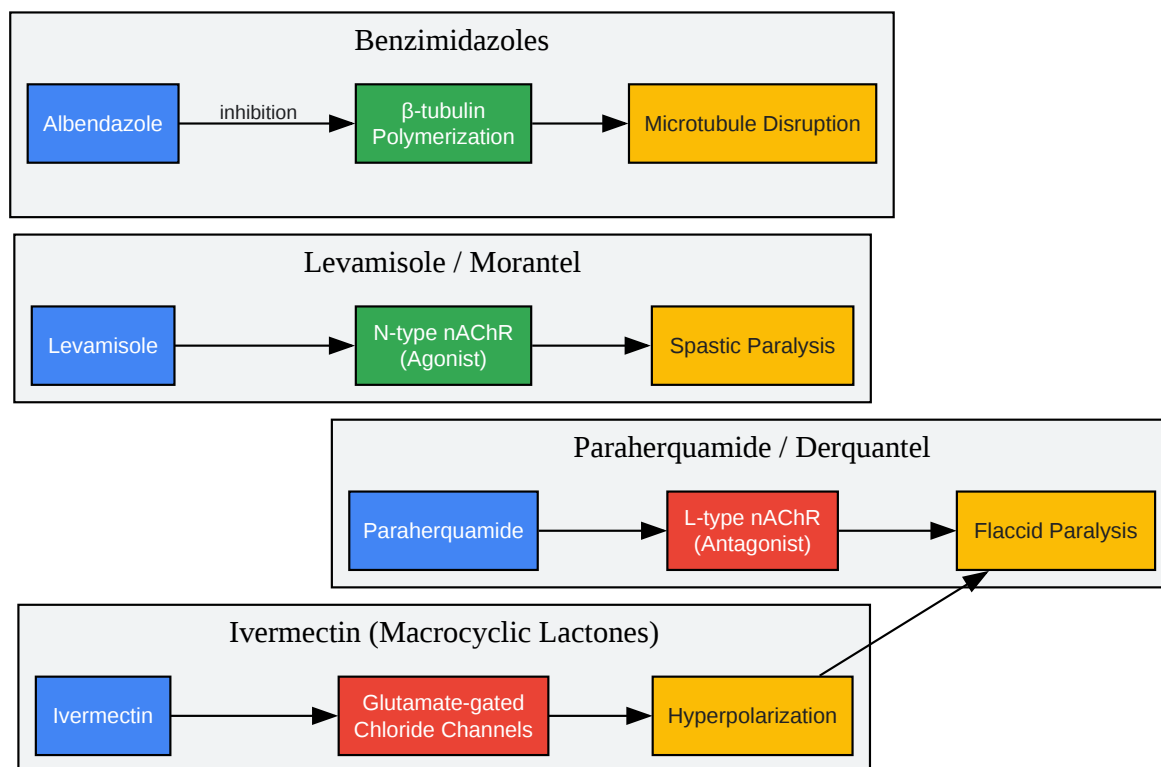 Benzimidazoles
Albendazole
inhibition
β-tubulin
Polymerization
Microtubule Disruption
Levamisole / Morantel
Levamisole
N-type nAChR
(Agonist)
Spastic Paralysis
Paraherquamide / Derquantel
Paraherquamide
L-type nAChR
(Antagonist)
Flaccid Paralysis
Ivermectin (Macrocyclic Lactones)
Ivermectin
Glutamate-gated
Chloride Channels
Hyperpolarization